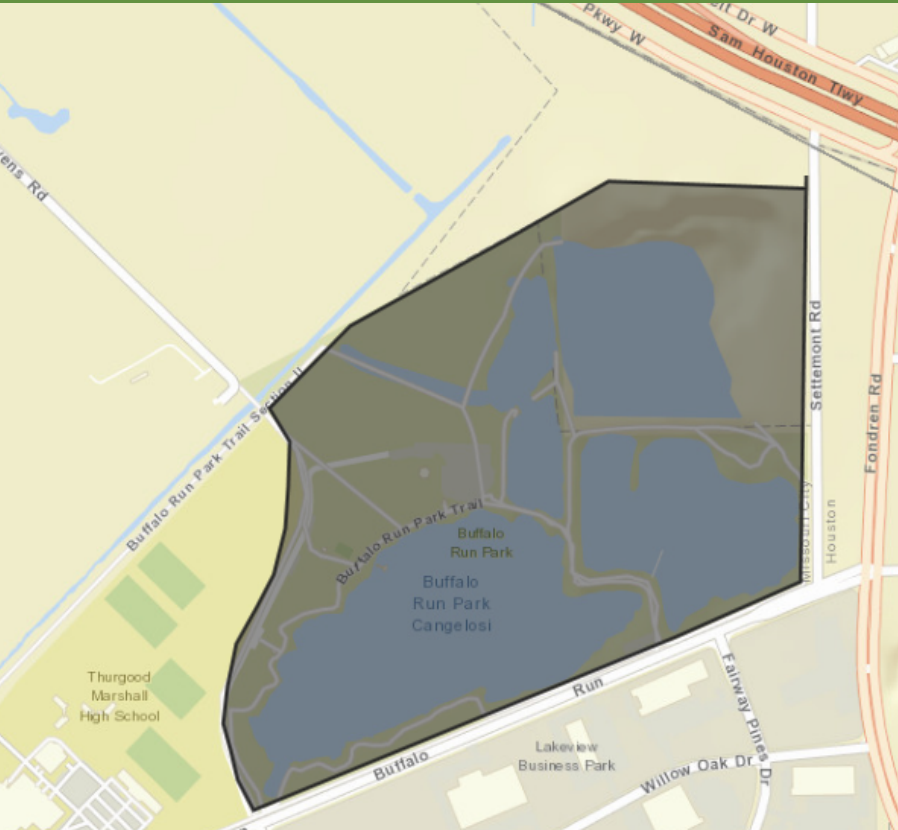 Pkwy W
Dr W
Sam Houston Tlwy
Rd
Settemont Rd
Fondren Rd
Buffalo Run Park Trail Section II
Buffalo Run Park Trail
Buffalo
Run Park
Buffalo
Run Park
Cangelosi
Missouri City
Houston
Thurgood
Marshall
High School
Buffalo
Run
Fairway Pines Dr
Lakeview
Business Park
Willow Oak Dr